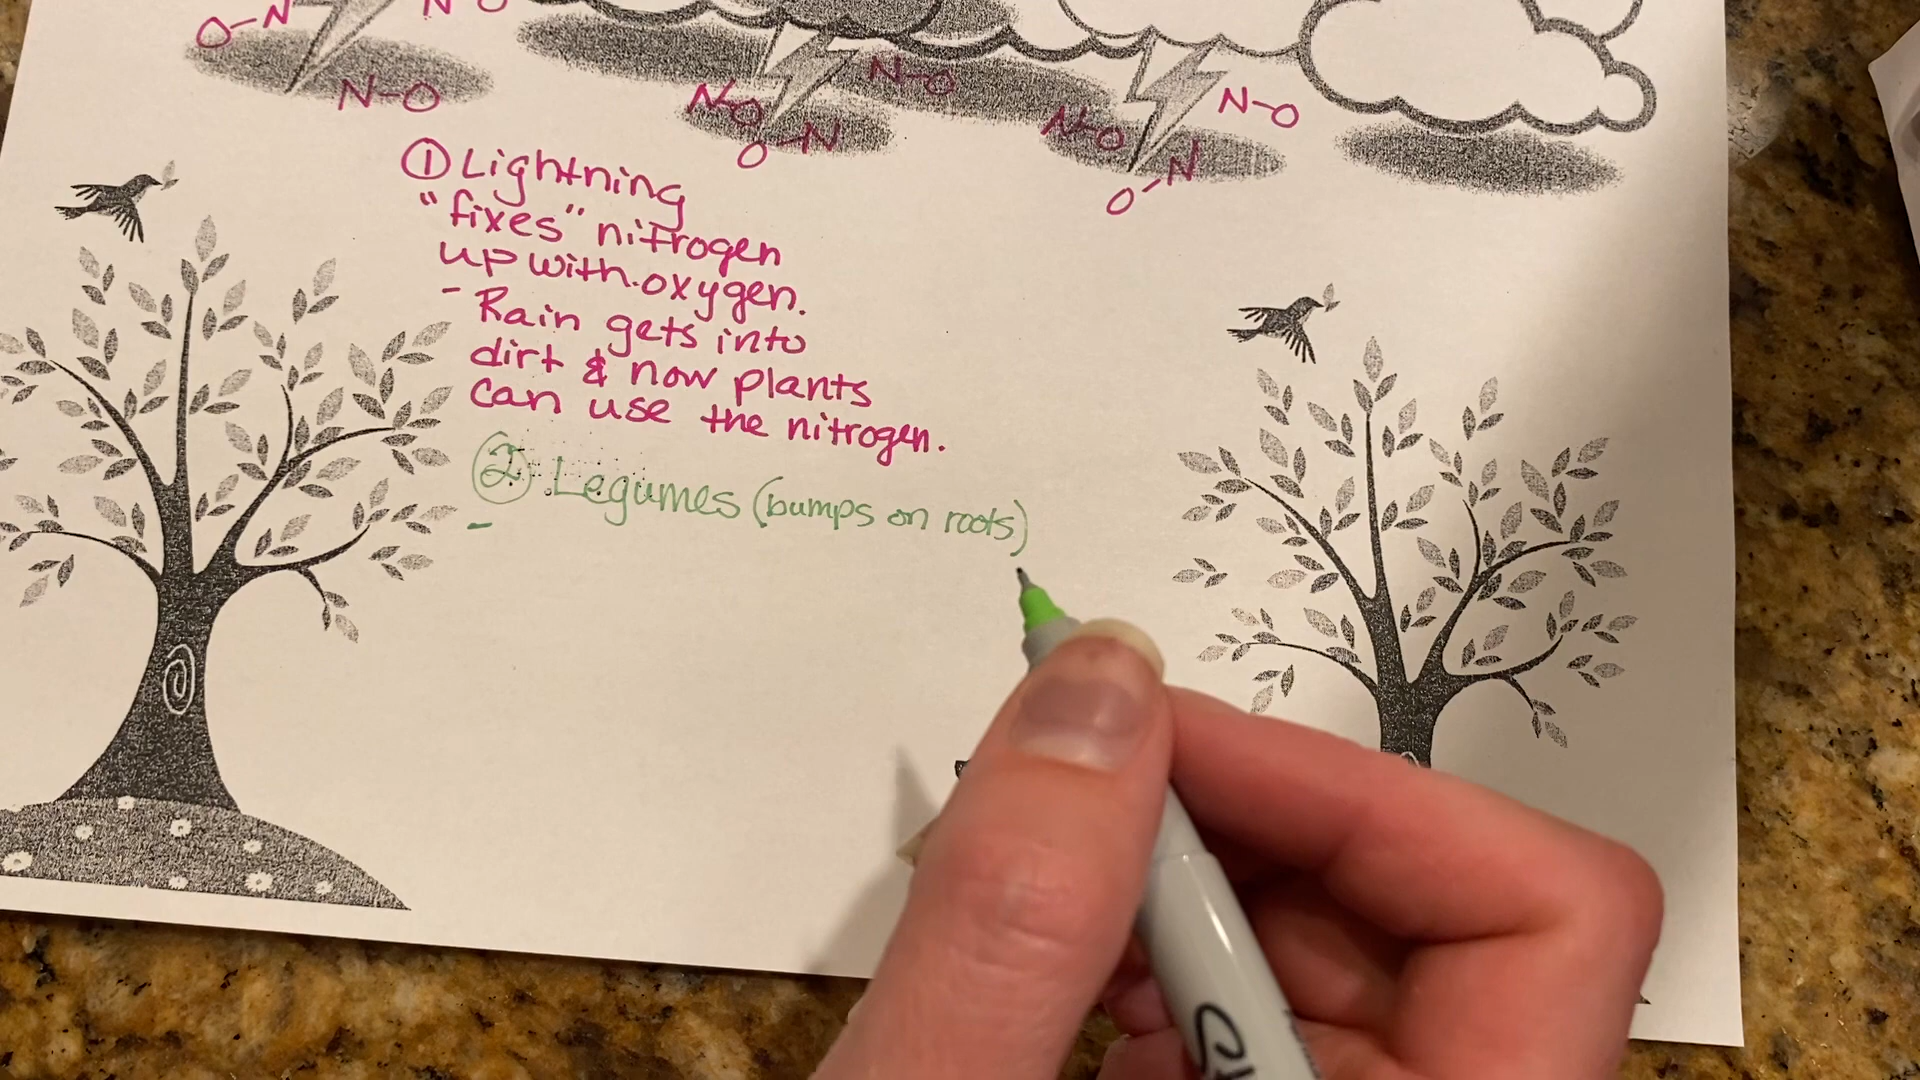 O-N
N O
N-O
N-O
N-O
O-N
N-O
N-O
O-N
① Lightning
"fixes" nitrogen
up with oxygen.
- Rain gets into
dirt & now plants
can use the nitrogen.
② Legumes (bumps on roots)
-